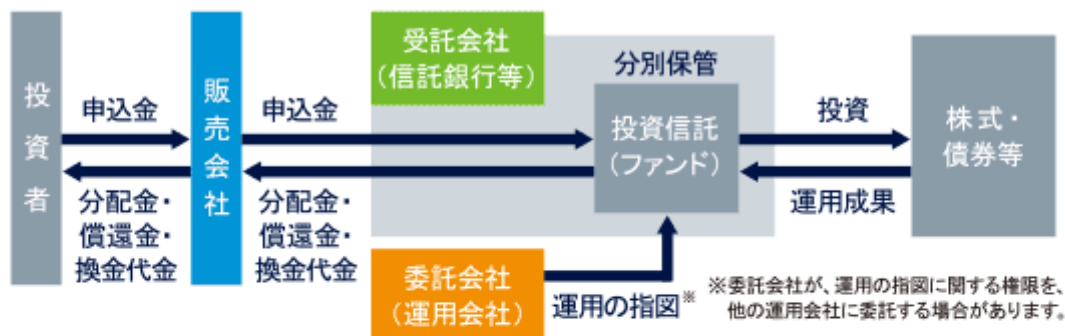 投資者
申込金
分配金・
償還金・
換金代金
販売会社
申込金
分配金・
償還金・
換金代金
受託会社
(信託銀行等)
分別保管
投資信託
(ファンド)
委託会社
(運用会社)
運用の指図※
投資
運用成果
株式・
債券等
※委託会社が、運用の指図に関する権限を、
他の運用会社に委託する場合があります。